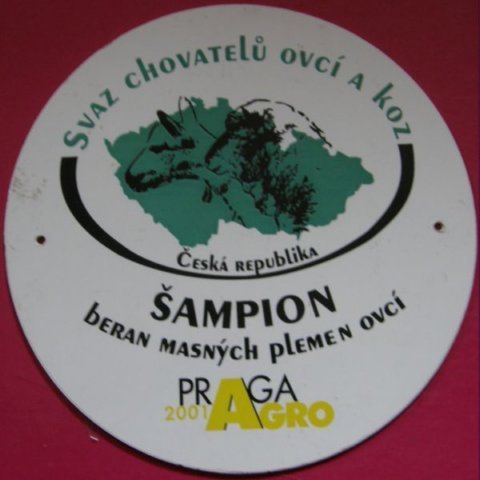 Svaz chovatelů ovcí a koz
Česká republika
ŠAMPION
beran masných plemen ovcí
PRAGA
2001 AGRO